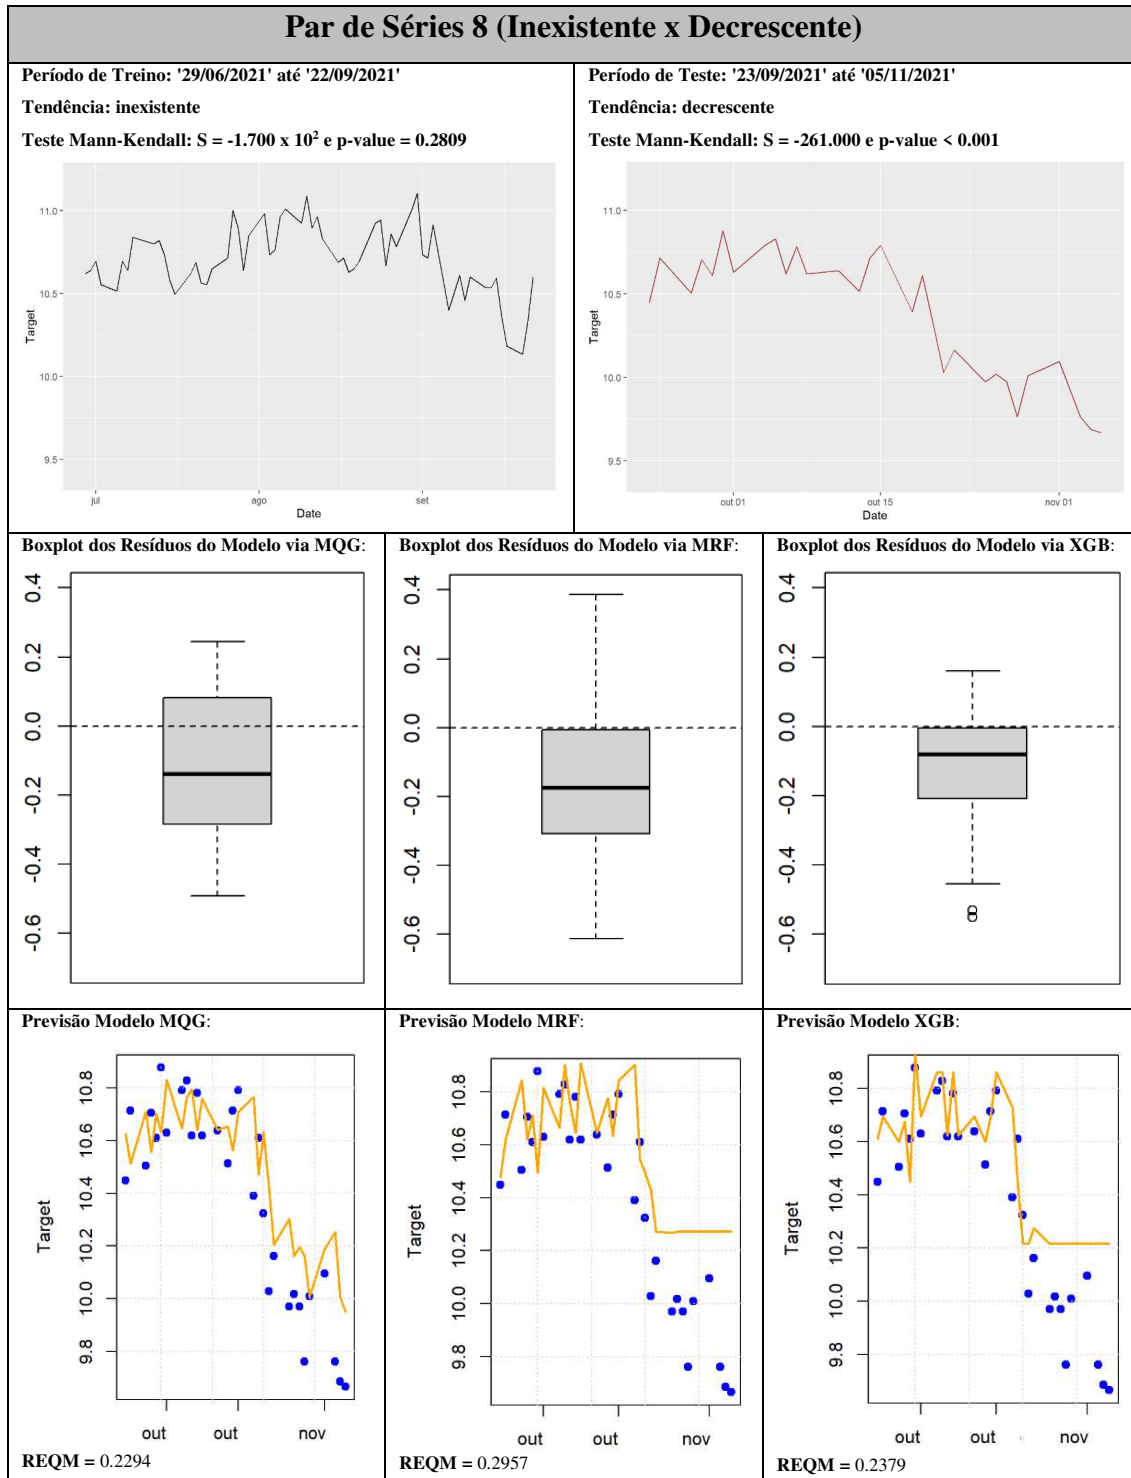 Par de Séries 8 (Inexistente x Decrescente)
Período de Treino: '29/06/2021' até '22/09/2021'
Tendência: inexistente
Teste Mann-Kendall: S = -1.700 x 10² e p-value = 0.2809
11.0
10.5
10.0
9.5
Target
jul
ago
set
Date
Período de Teste: '23/09/2021' até '05/11/2021'
Tendência: decrescente
Teste Mann-Kendall: S = -261.000 e p-value < 0.001
11.0
10.5
10.0
9.5
Target
out 01
out 15
nov 01
Date
Boxplot dos Resíduos do Modelo via MQG:
0.4
0.2
0.0
-0.2
-0.4
-0.6
Boxplot dos Resíduos do Modelo via MRF:
0.4
0.2
0.0
-0.2
-0.4
-0.6
Boxplot dos Resíduos do Modelo via XGB:
0.4
0.2
0.0
-0.2
-0.4
-0.6
Previsão Modelo MQG:
10.8
10.6
10.4
10.2
10.0
9.8
Target
out
out
nov
REQM = 0.2294
Previsão Modelo MRF:
10.8
10.6
10.4
10.2
10.0
9.8
Target
out
out
nov
REQM = 0.2957
Previsão Modelo XGB:
10.8
10.6
10.4
10.2
10.0
9.8
Target
out
out
nov
REQM = 0.2379